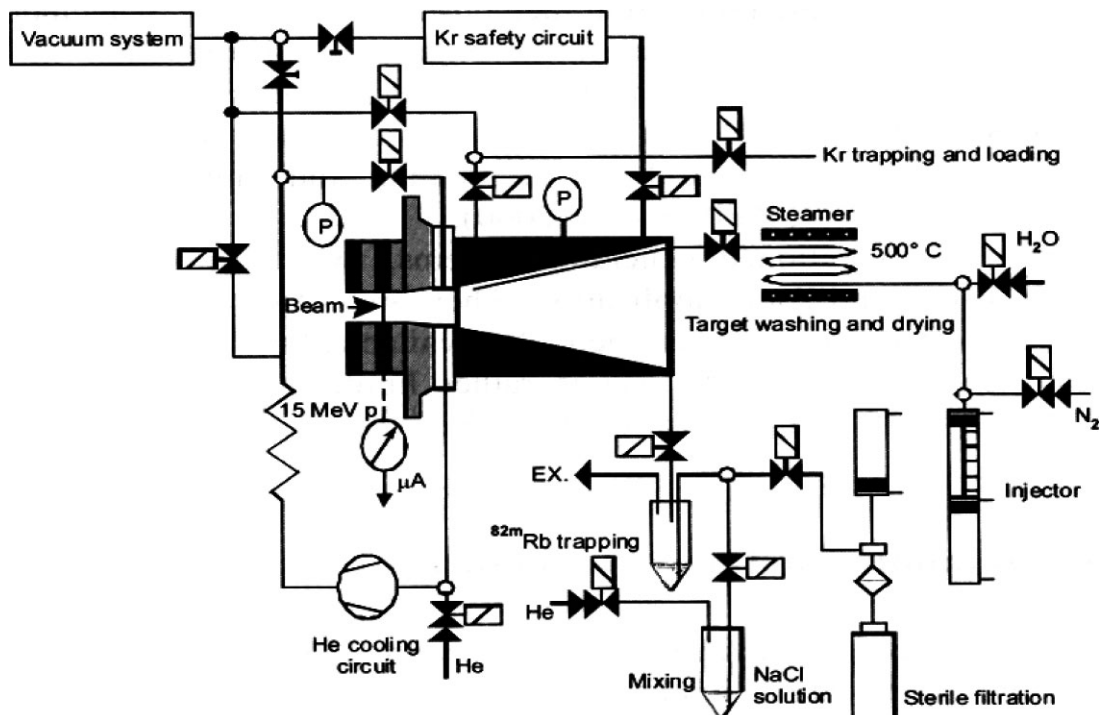 Vacuum system
Kr safety circuit
Kr trapping and loading
P
P
Steamer
500° C
H₂O
Beam
Target washing and drying
15 MeV p
N₂
µA
EX.
Injector
⁸²ᵐRb trapping
He
He cooling
circuit
He
Mixing
NaCl
solution
Sterile filtration